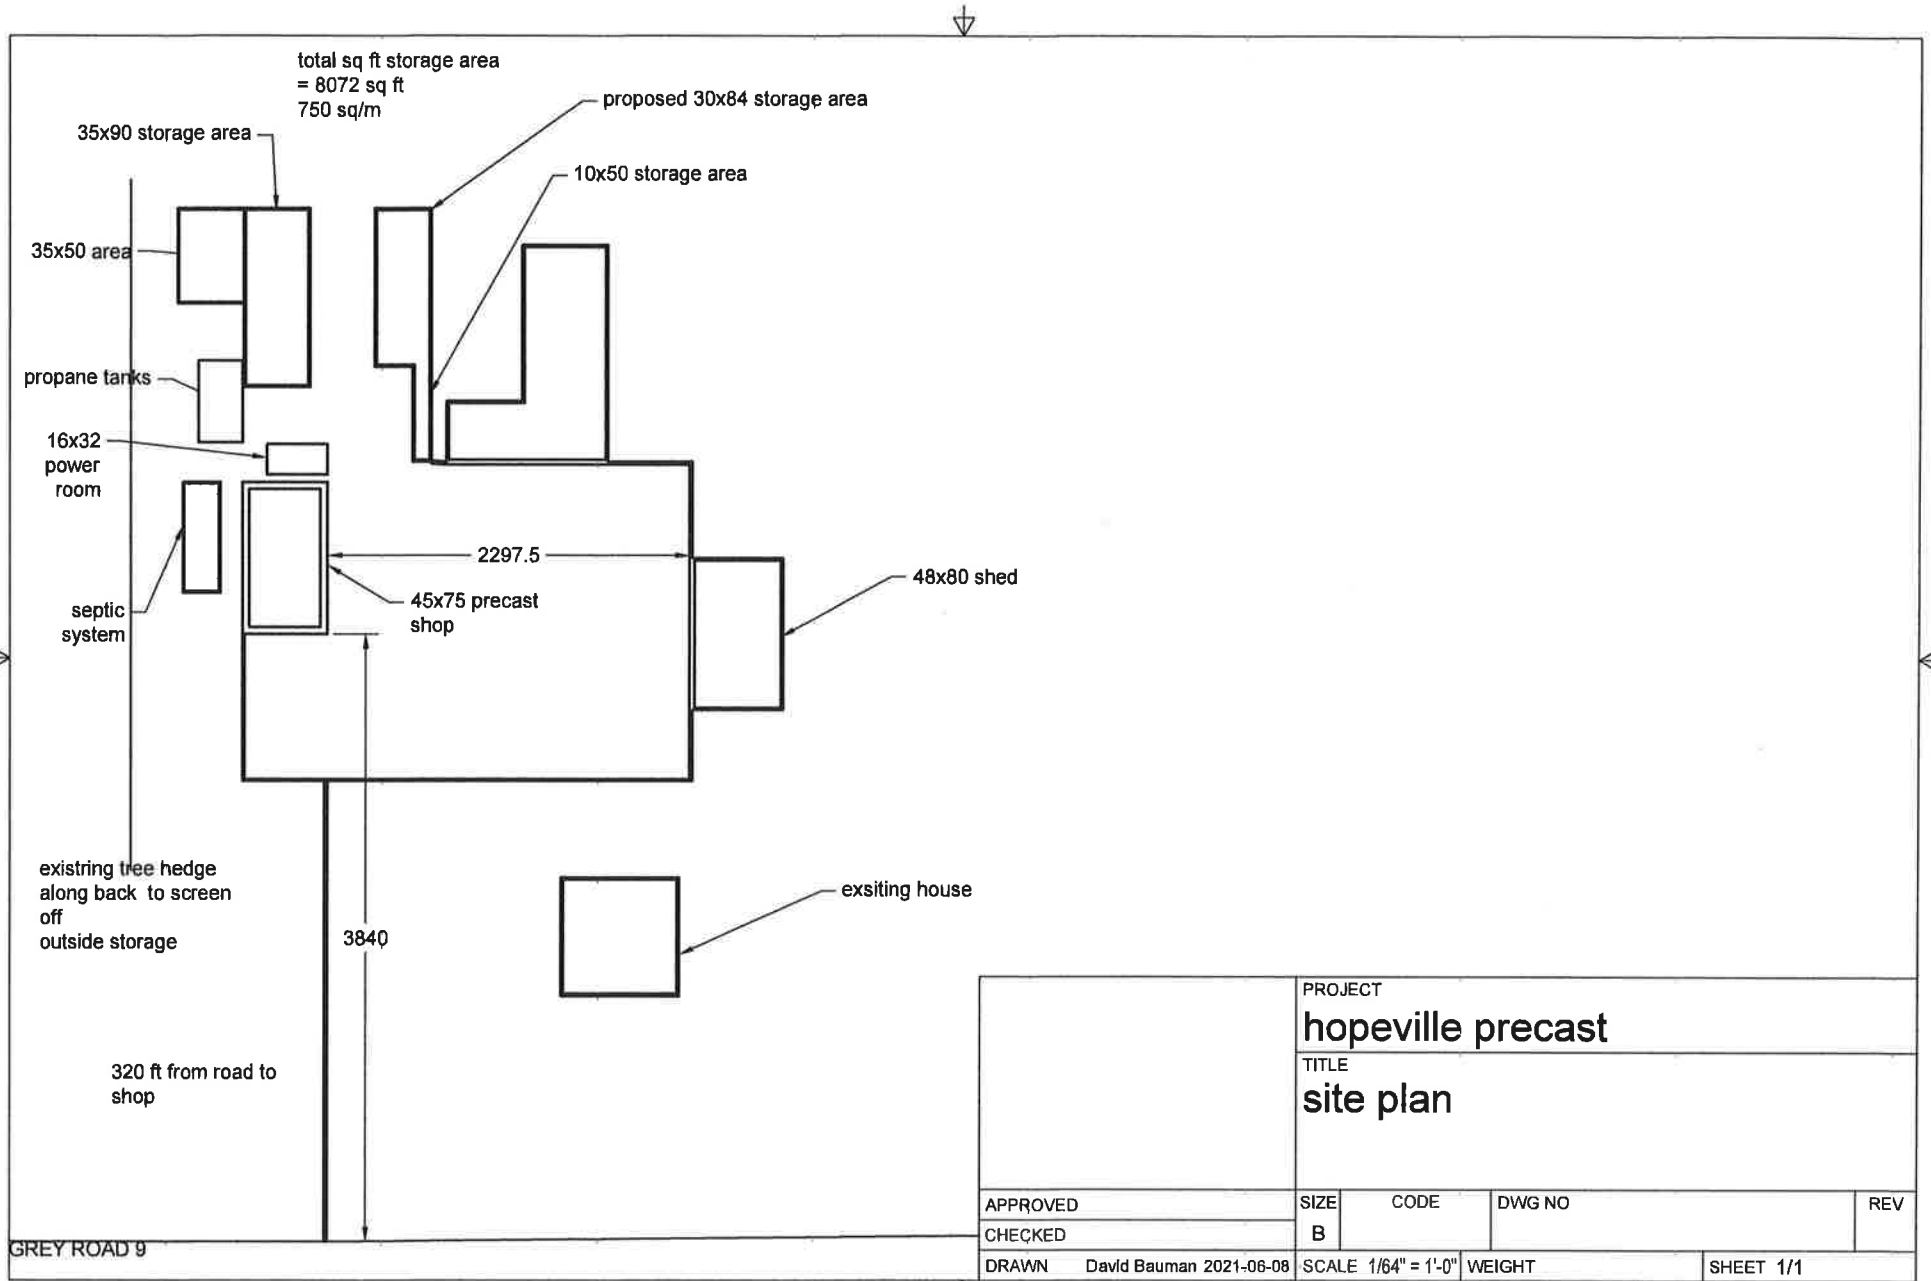 total sq ft storage area
= 8072 sq ft
750 sq/m
proposed 30x84 storage area
35x90 storage area
10x50 storage area
35x50 area
propane tanks
16x32
power
room
2297.5
48x80 shed
45x75 precast
shop
septic
system
existring tree hedge
along back to screen
off
outside storage
exsiting house
3840
320 ft from road to
shop
GREY ROAD 9
PROJECT
hopeville precast
TITLE
site plan
APPROVED
CHECKED
DRAWN David Bauman 2021-06-08
SIZE
B
CODE
DWG NO
REV
SCALE 1/64" = 1'-0"
WEIGHT
SHEET 1/1